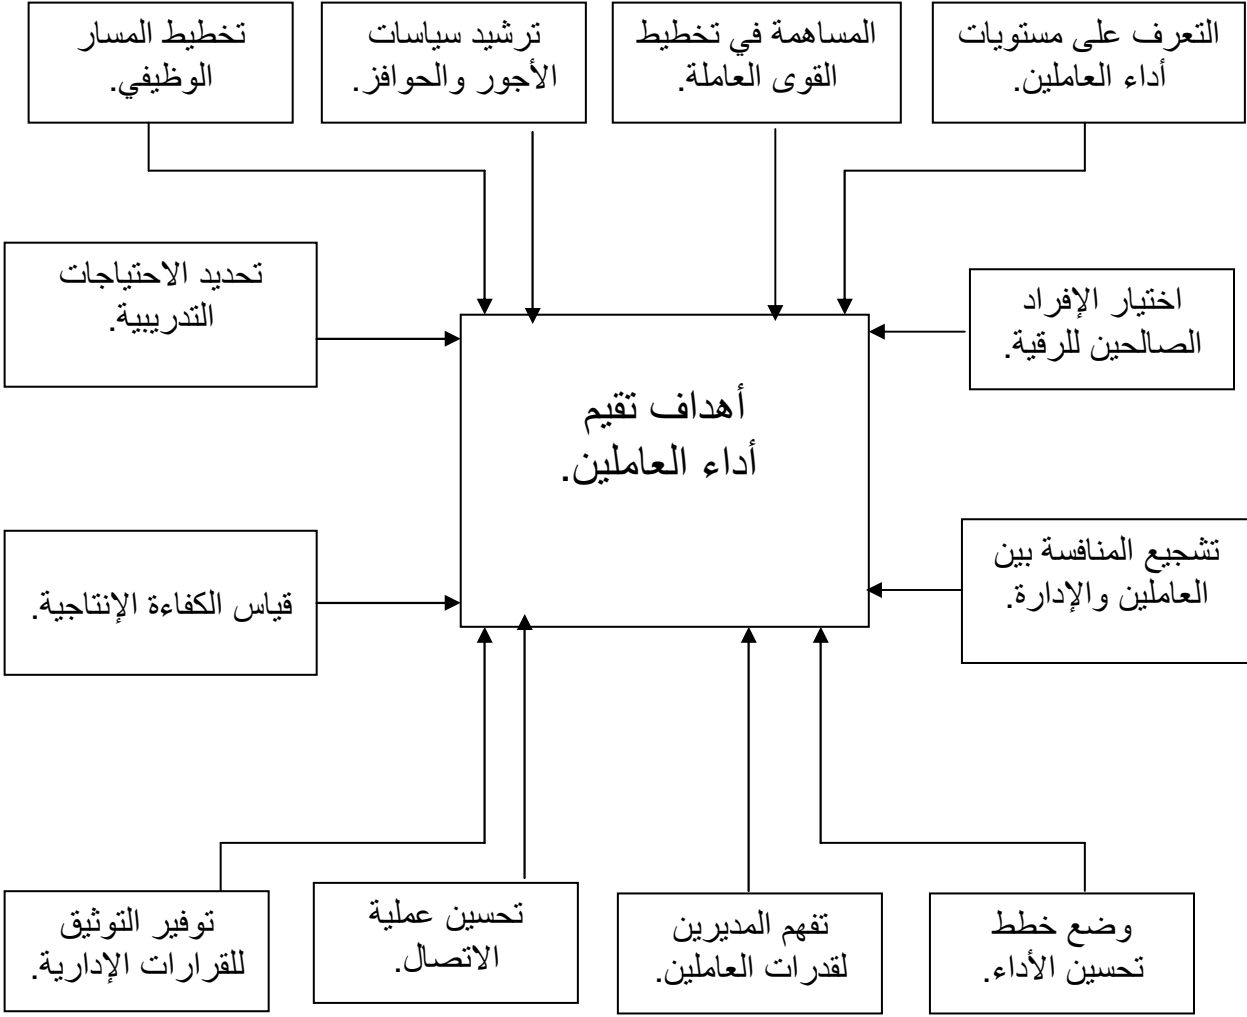 التعرف على مستويات
أداء العاملين.
المساهمة في تخطيط
القوى العاملة.
ترشيد سياسات
الأجور والحوافز.
تخطيط المسار
الوظيفي.
اختيار الإفراد
الصالحين للرقية.
تحديد الاحتياجات
التدريبية.
أهداف تقيم
أداء العاملين.
تشجيع المنافسة بين
العاملين والإدارة.
قياس الكفاءة الإنتاجية.
وضع خطط
تحسين الأداء.
تفهم المديرين
لقدرات العاملين.
تحسين عملية
الاتصال.
توفير التوثيق
للقرارات الإدارية.